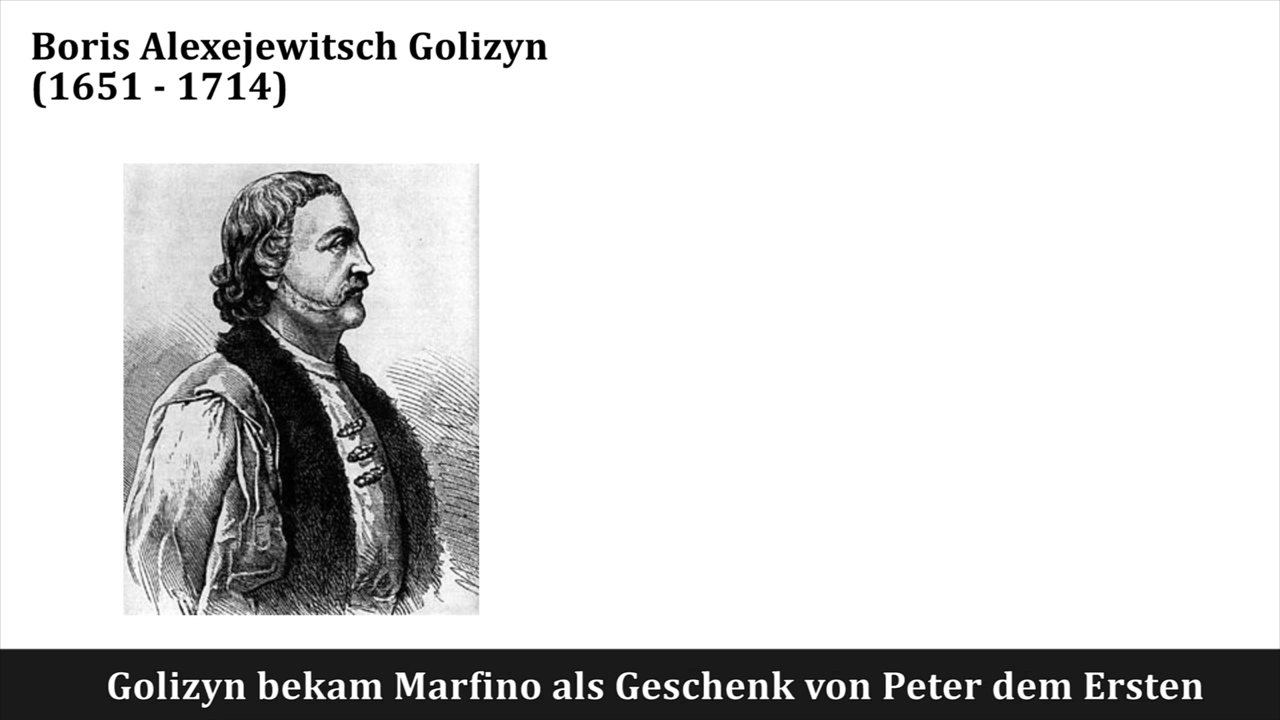 Boris Alexejewitsch Golizyn
(1651 - 1714)
Golizyn bekam Marfino als Geschenk von Peter dem Ersten